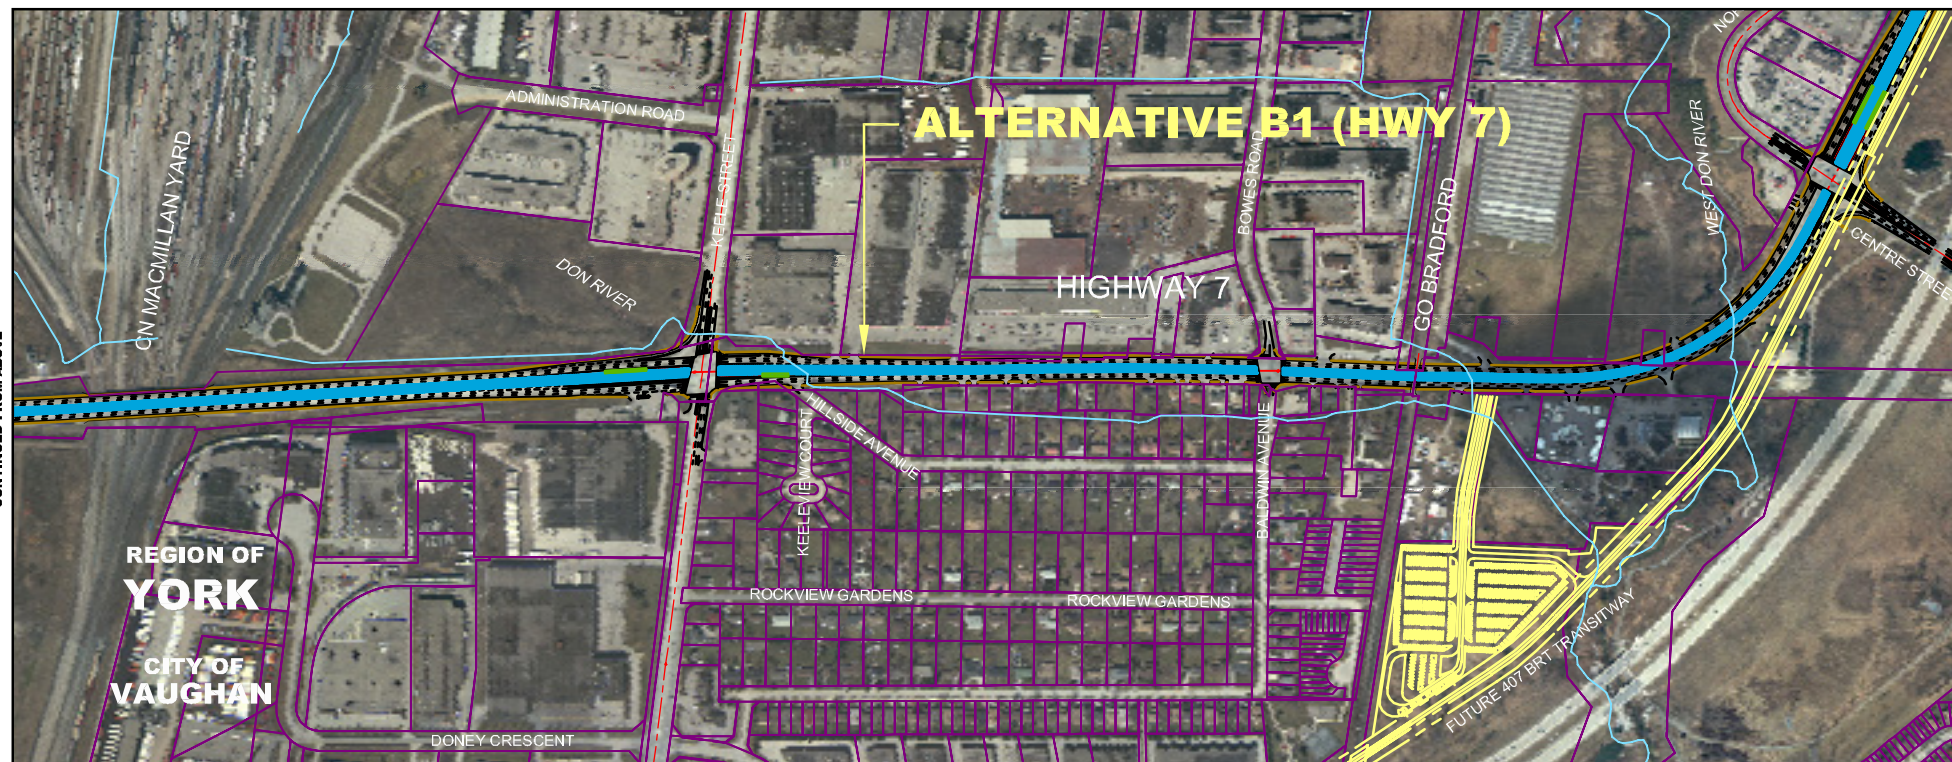 NO
ADMINISTRATION ROAD
ALTERNATIVE B1 (HWY 7)
CN MACMILLAN YARD
KEELE STREET
BOWES ROAD
WEST DON RIVER
GO BRADFORD
DON RIVER
HIGHWAY 7
CENTRE STREE
HILLSIDE AVENUE
KEELEVIEW COURT
BALDWIN AVENUE
REGION OF
YORK
ROCKVIEW GARDENS
ROCKVIEW GARDENS
CITY OF
VAUGHAN
FUTURE 407 BRT TRANSITWAY
DONEY CRESCENT